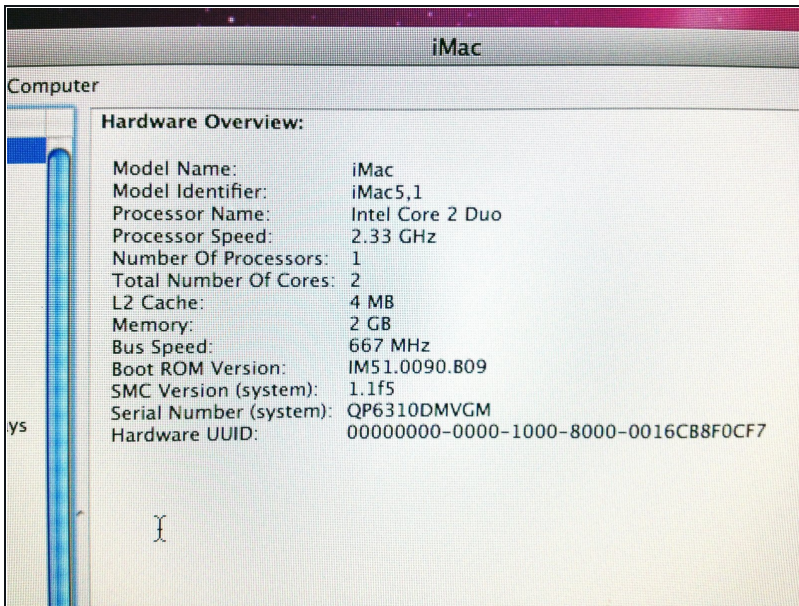 iMac
Computer
Hardware Overview:
Model Name: iMac
Model Identifier: iMac5,1
Processor Name: Intel Core 2 Duo
Processor Speed: 2.33 GHz
Number Of Processors: 1
Total Number Of Cores: 2
L2 Cache: 4 MB
Memory: 2 GB
Bus Speed: 667 MHz
Boot ROM Version: IM51.0090.B09
SMC Version (system): 1.1f5
Serial Number (system): QP6310DMVGM
ys
Hardware UUID: 00000000-0000-1000-8000-0016CB8F0CF7